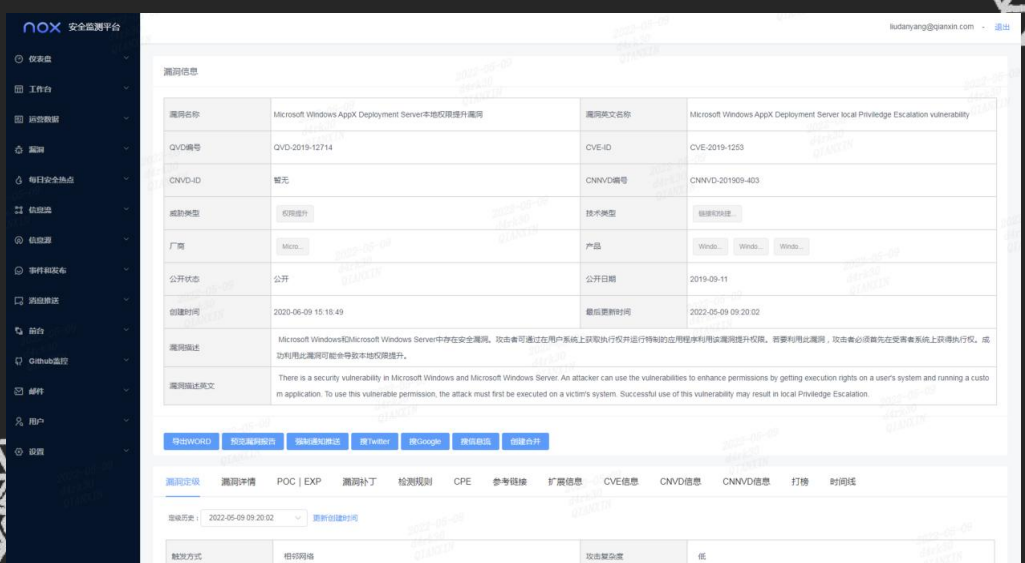 nox 安全监测平台
liudanyang@qianxin.com - 退出
仪表盘
工作台
运营数据
漏洞
每日安全热点
信息流
信息源
事件和发布
消息推送
前台
Github监控
邮件
用户
设置
漏洞信息
漏洞名称 Microsoft Windows AppX Deployment Server本地权限提升漏洞 漏洞英文名称 Microsoft Windows AppX Deployment Server local Priviledge Escalation vulnerability
QVD编号 QVD-2019-12714 CVE-ID CVE-2019-1253
CNVD-ID 暂无 CNNVD编号 CNNVD-201909-403
威胁类型 权限提升 技术类型 链接和快捷...
厂商 Micro... 产品 Windo... Windo... Windo...
公开状态 公开 公开日期 2019-09-11
创建时间 2020-06-09 15:18:49 最后更新时间 2022-05-09 09:20:02
漏洞描述 Microsoft Windows和Microsoft Windows Server中存在安全漏洞。攻击者可通过在用户系统上获取执行权并运行特制的应用程序利用该漏洞提升权限。若要利用此漏洞，攻击者必须首先在受害者系统上获得执行权。成
功利用此漏洞可能会导致本地权限提升。
漏洞描述英文 There is a security vulnerability in Microsoft Windows and Microsoft Windows Server. An attacker can use the vulnerabilities to enhance permissions by getting execution rights on a user's system and running a custo
m application. To use this vulnerable permission, the attack must first be executed on a victim's system. Successful use of this vulnerability may result in local Priviledge Escalation.
导出WORD 预览漏洞报告 强制通知推送 搜Twitter 搜Google 搜信息流 创建合并
漏洞定级 漏洞详情 POC | EXP 漏洞补丁 检测规则 CPE 参考链接 扩展信息 CVE信息 CNVD信息 CNNVD信息 打榜 时间线
定级历史： 2022-05-09 09:20:02 更新创建时间
触发方式 相邻网络 攻击复杂度 低